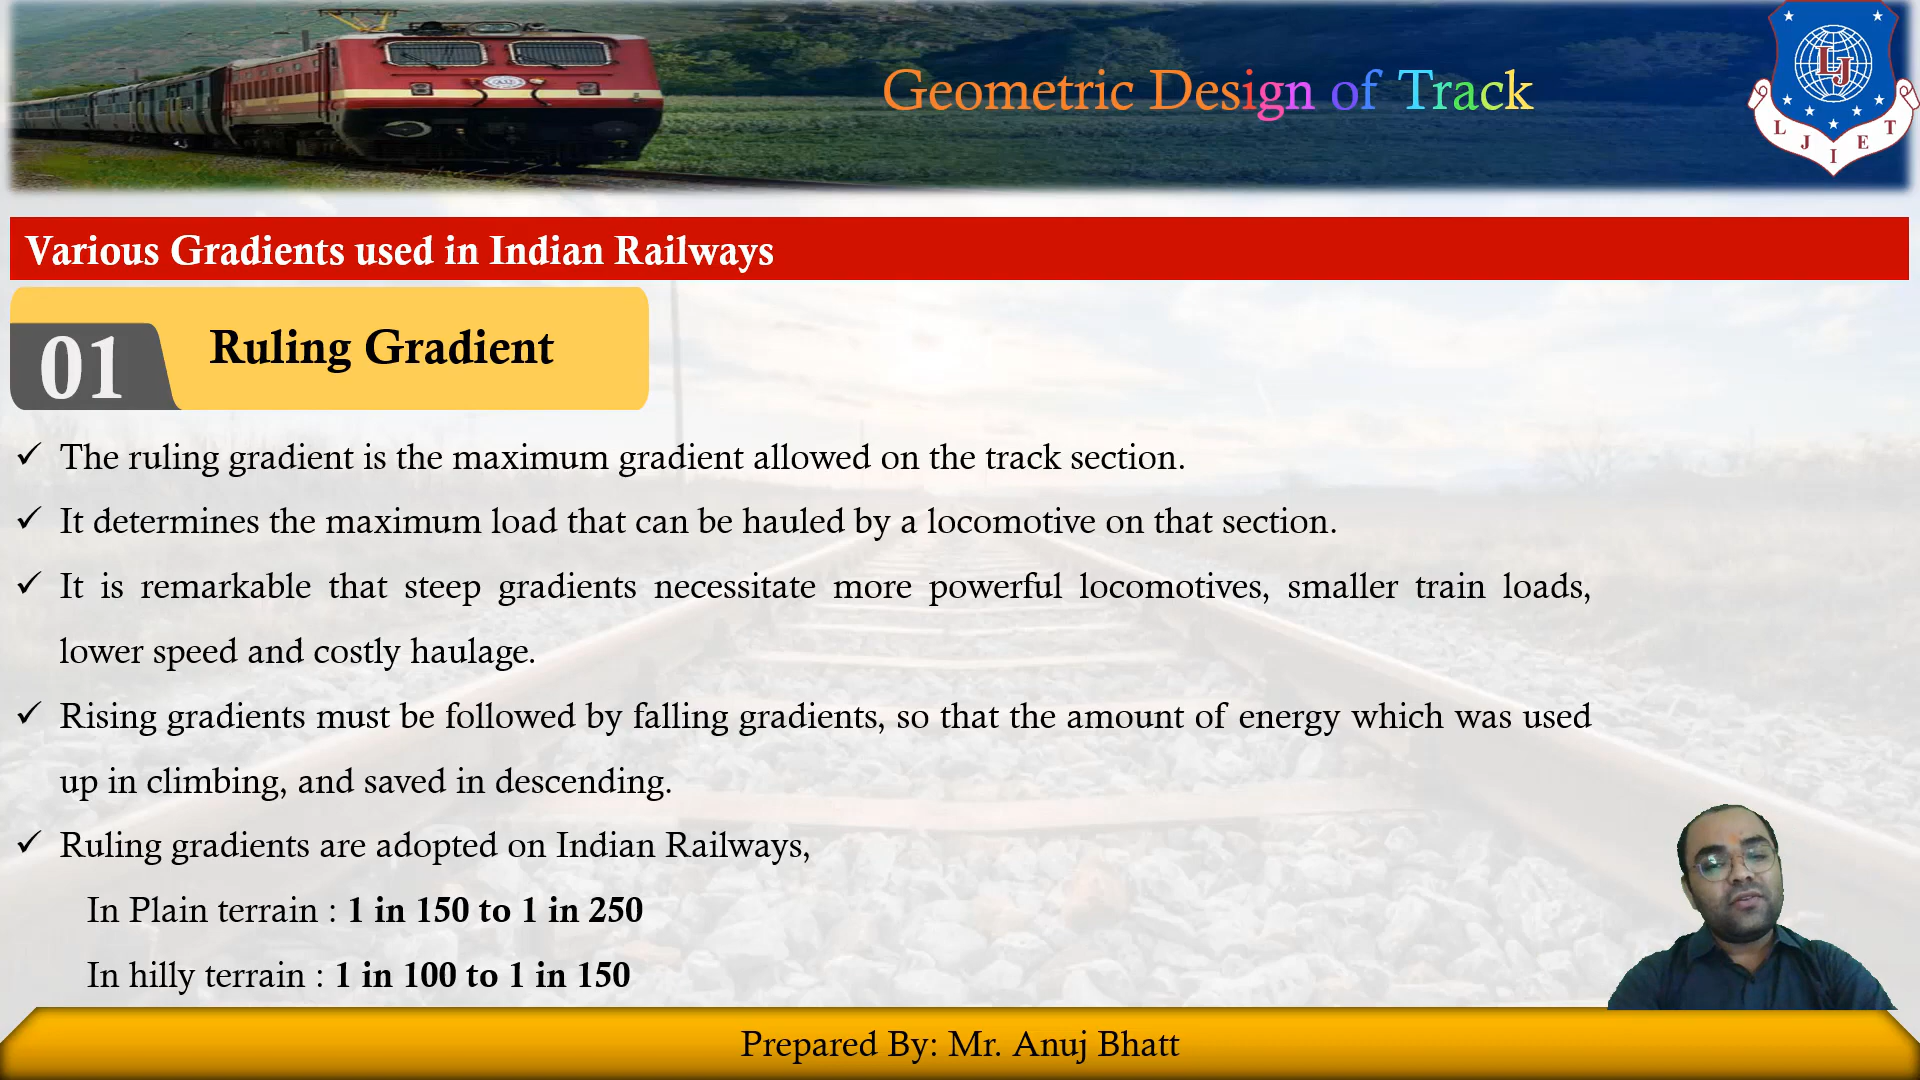 Geometric Design of Track
LJ
L J I E T
Various Gradients used in Indian Railways
01
Ruling Gradient
✓ The ruling gradient is the maximum gradient allowed on the track section.
✓ It determines the maximum load that can be hauled by a locomotive on that section.
✓ It is remarkable that steep gradients necessitate more powerful locomotives, smaller train loads,
lower speed and costly haulage.
✓ Rising gradients must be followed by falling gradients, so that the amount of energy which was used
up in climbing, and saved in descending.
✓ Ruling gradients are adopted on Indian Railways,
In Plain terrain : 1 in 150 to 1 in 250
In hilly terrain : 1 in 100 to 1 in 150
Prepared By: Mr. Anuj Bhatt